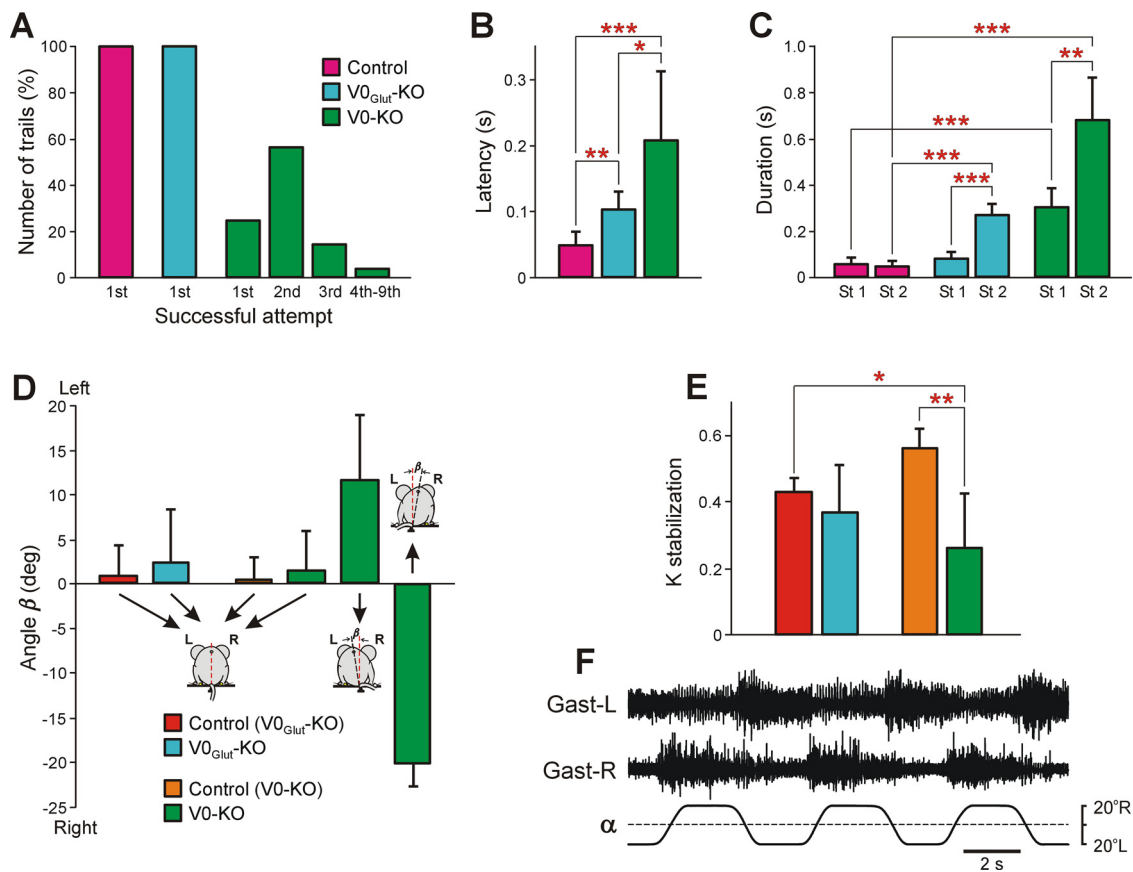 A
Number of trails (%)
100
80
60
40
20
0
1st
1st
1st
2nd
3rd
4th-9th
Successful attempt
Control
V0Glut-KO
V0-KO
B
Latency (s)
0.3
0.2
0.1
0
***
*
**
C
Duration (s)
1.0
0.8
0.6
0.4
0.2
0
***
**
***
***
***
St 1
St 2
St 1
St 2
St 1
St 2
D
Left
Angle β (deg)
20
15
10
5
0
-5
-10
-15
-20
-25
Right
β
L
R
L
R
β
L
R
Control (V0Glut-KO)
V0Glut-KO
Control (V0-KO)
V0-KO
E
K stabilization
0.6
0.4
0.2
0
*
**
F
Gast-L
Gast-R
α
20°R
20°L
2 s